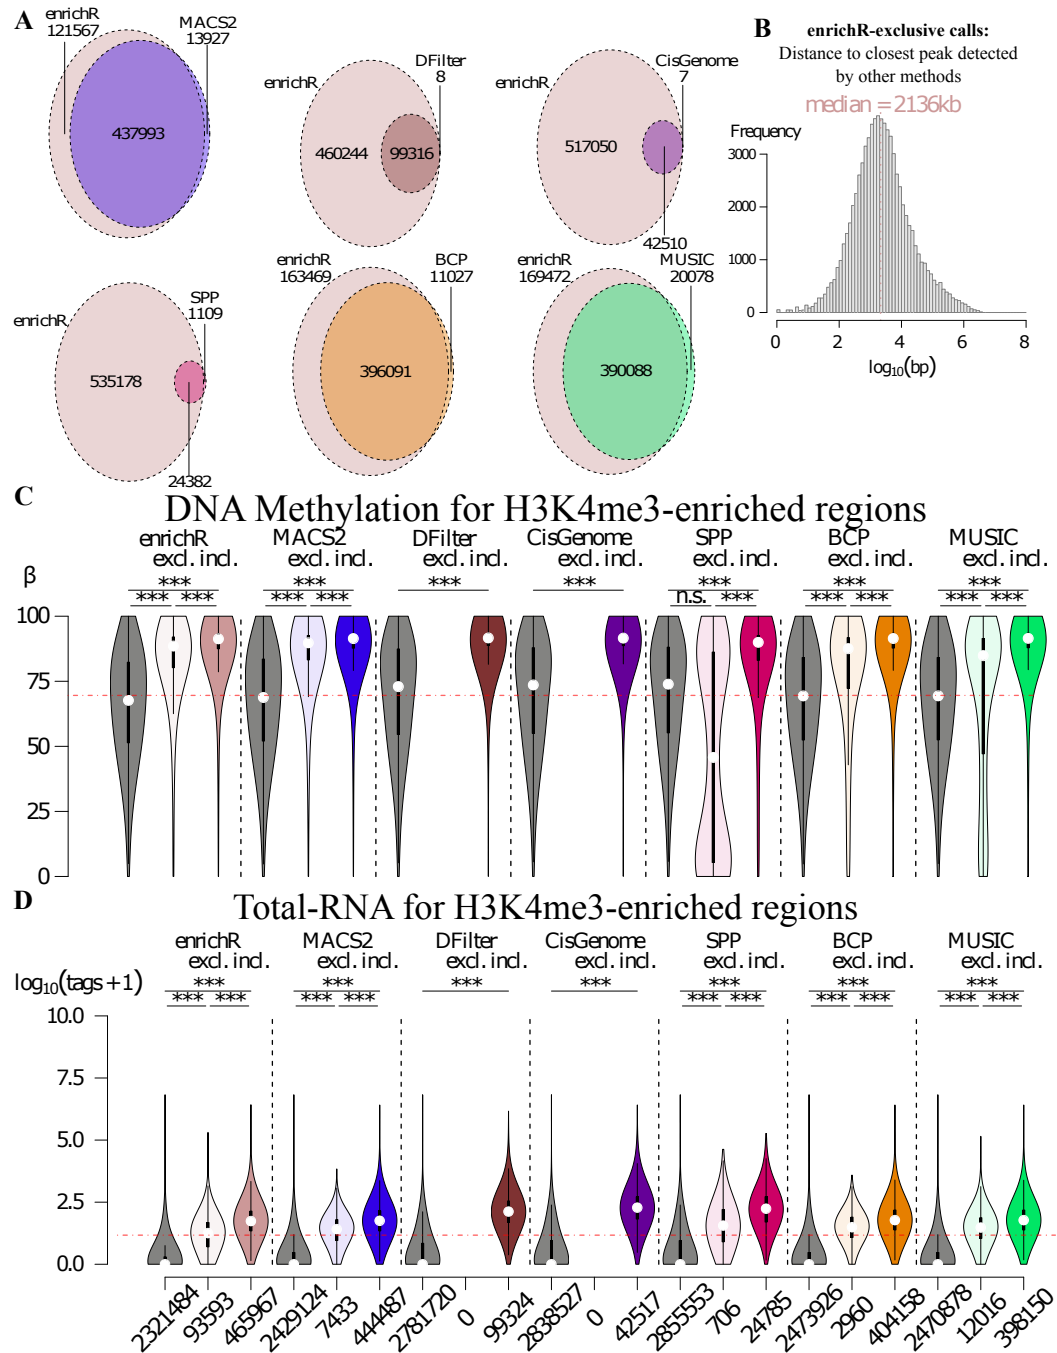 A
enrichR
121567
MACS2
13927
437993
enrichR
DFilter
8
460244
99316
enrichR
CisGenome
7
517050
42510
enrichR
SPP
1109
535178
24382
enrichR
163469
BCP
11027
396091
enrichR
169472
MUSIC
20078
390088
B
enrichR-exclusive calls:
Distance to closest peak detected
by other methods
median = 2136kb
Frequency
3000
2000
1000
0
0 2 4 6 8
log10(bp)
C
DNA Methylation for H3K4me3-enriched regions
enrichR MACS2 DFilter CisGenome SPP BCP MUSIC
excl. incl. excl. incl. excl. incl. excl. incl. excl. incl. excl. incl. excl. incl.
*** *** *** *** *** *** ***
*** *** *** *** n.s. *** *** *** *** ***
β
100
75
50
25
0
D
Total-RNA for H3K4me3-enriched regions
enrichR MACS2 DFilter CisGenome SPP BCP MUSIC
excl. incl. excl. incl. excl. incl. excl. incl. excl. incl. excl. incl. excl. incl.
*** *** *** *** *** *** ***
*** *** *** *** *** *** *** *** *** ***
log10(tags+1)
10.0
7.5
5.0
2.5
0.0
2321484 93593 465967 2429124 74433 444487 2781720 0 99324 2838527 0 42517 2855553 706 24785 2473926 2960 404158 2470878 12016 398150